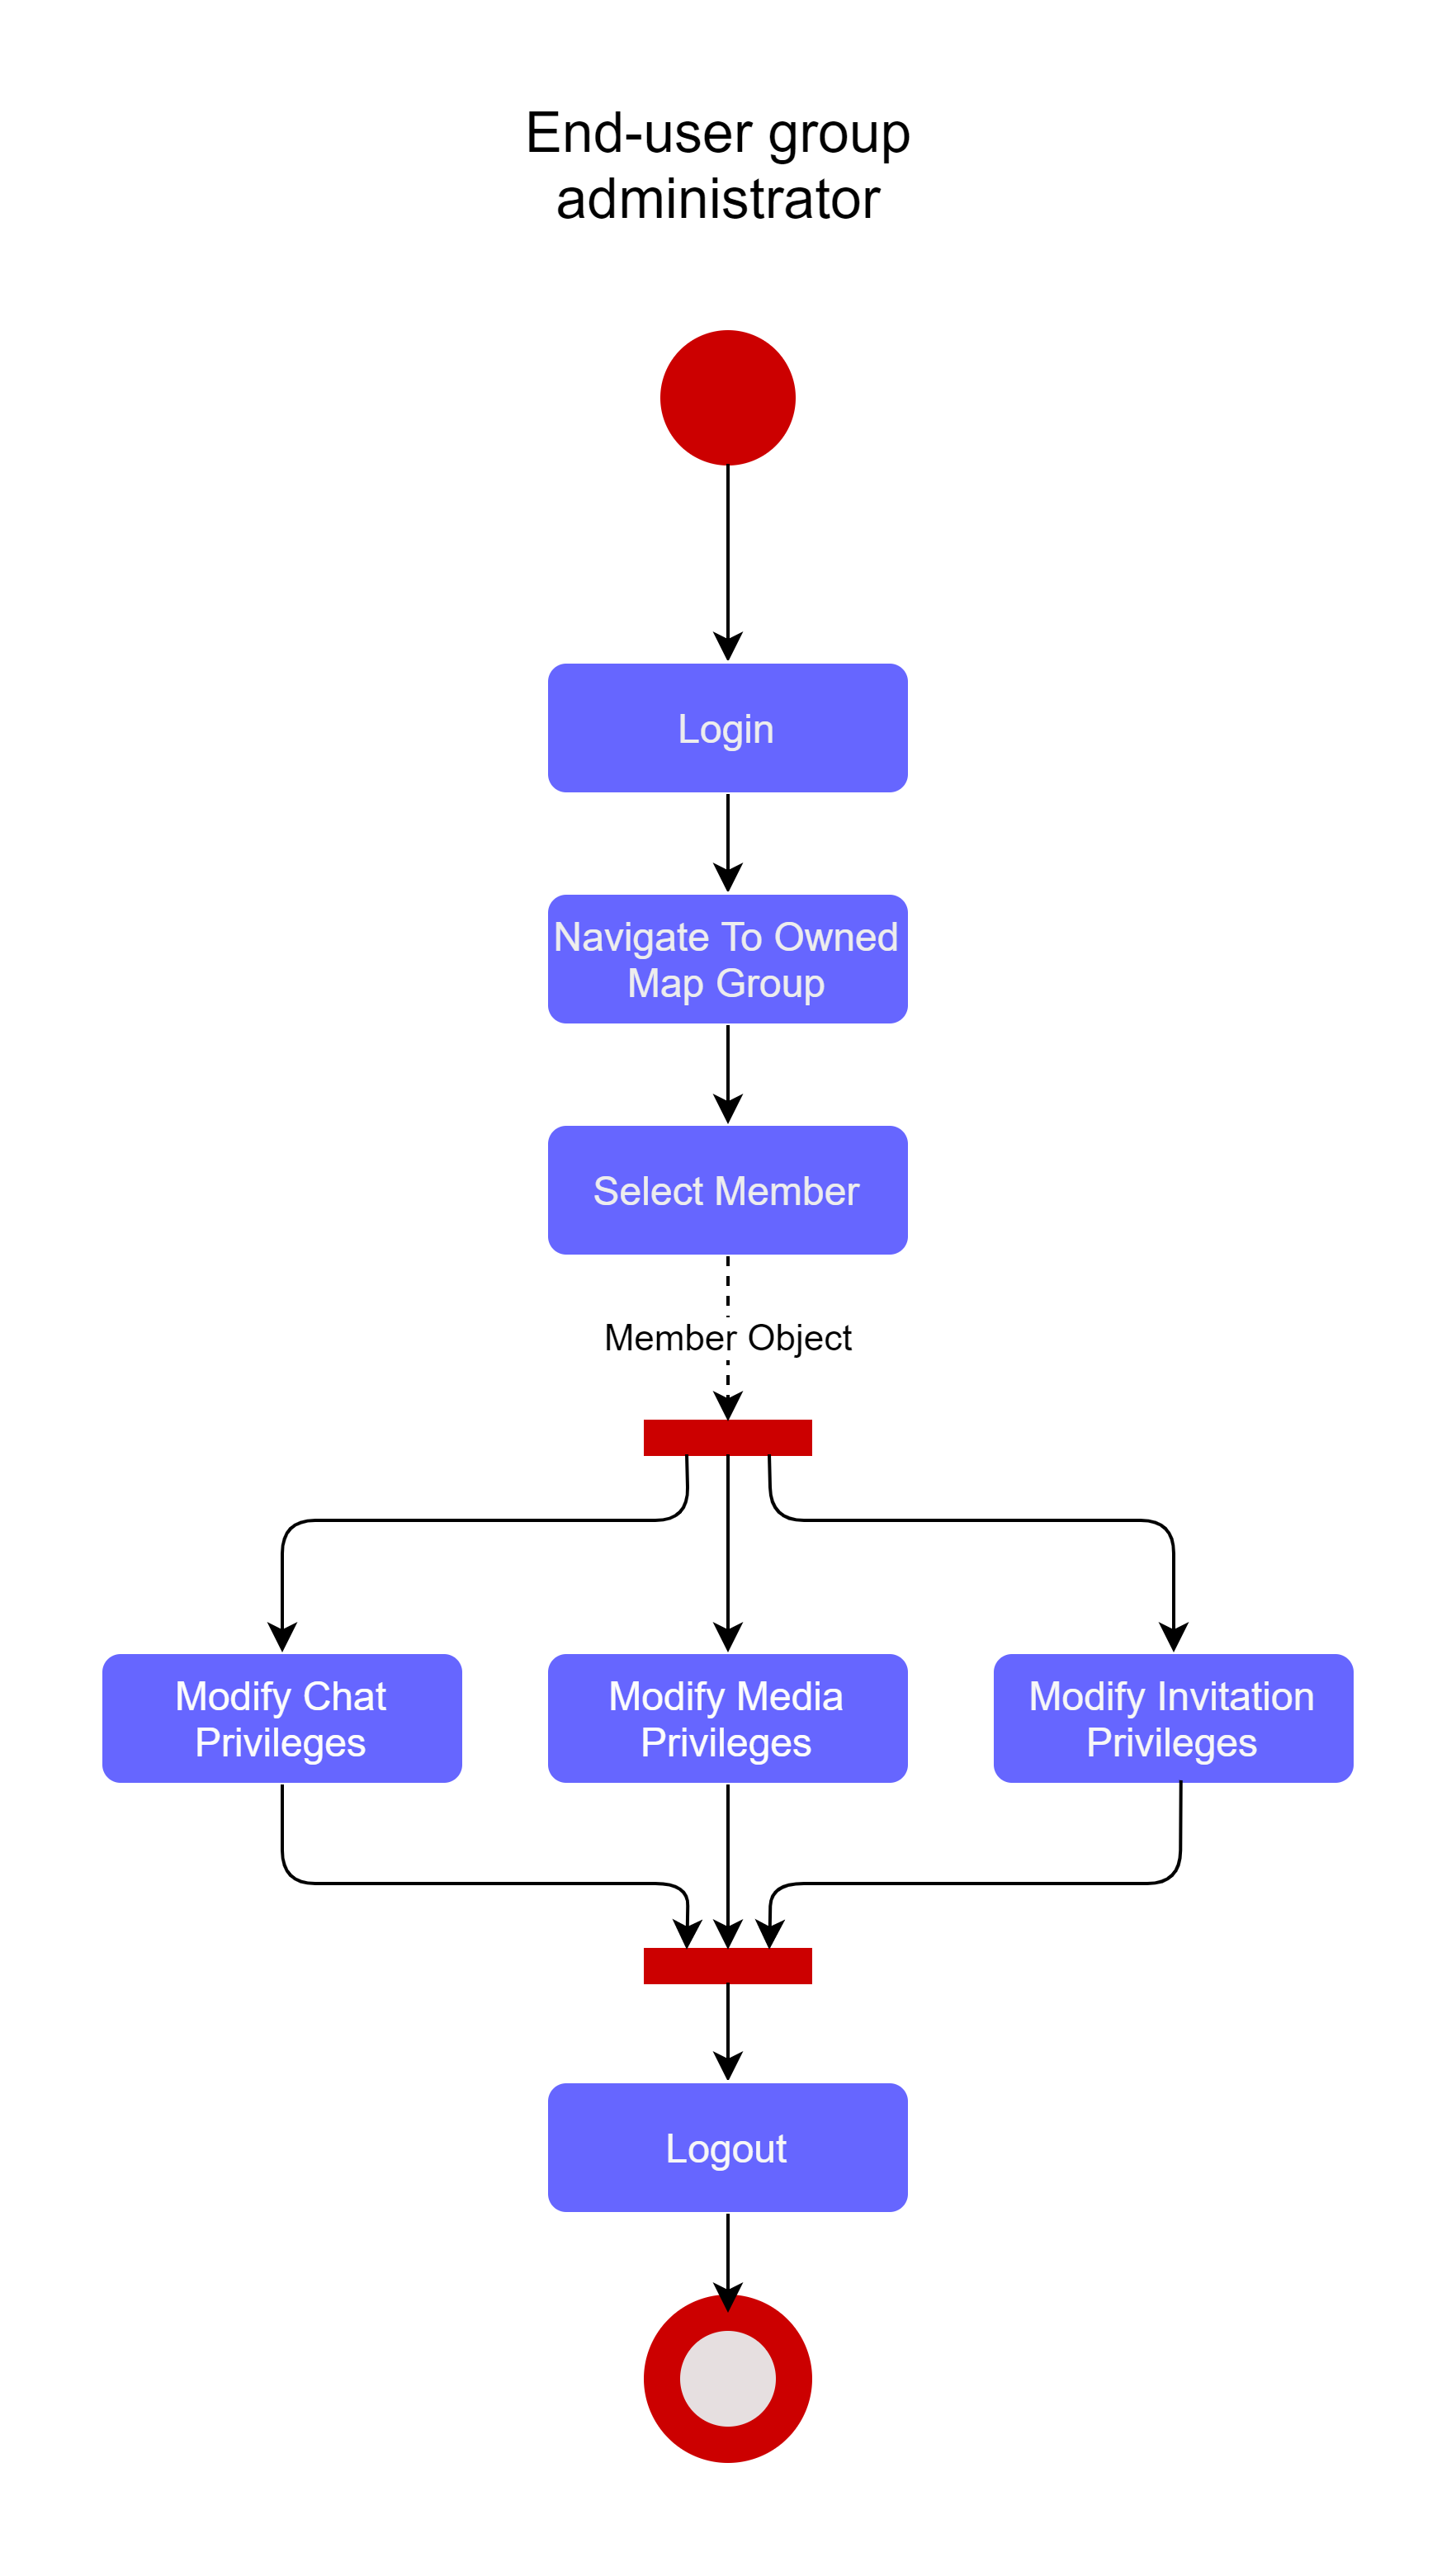 End-user group
administrator
Login
Navigate To Owned
Map Group
Select Member
Member Object
Modify Chat
Privileges
Modify Media
Privileges
Modify Invitation
Privileges
Logout